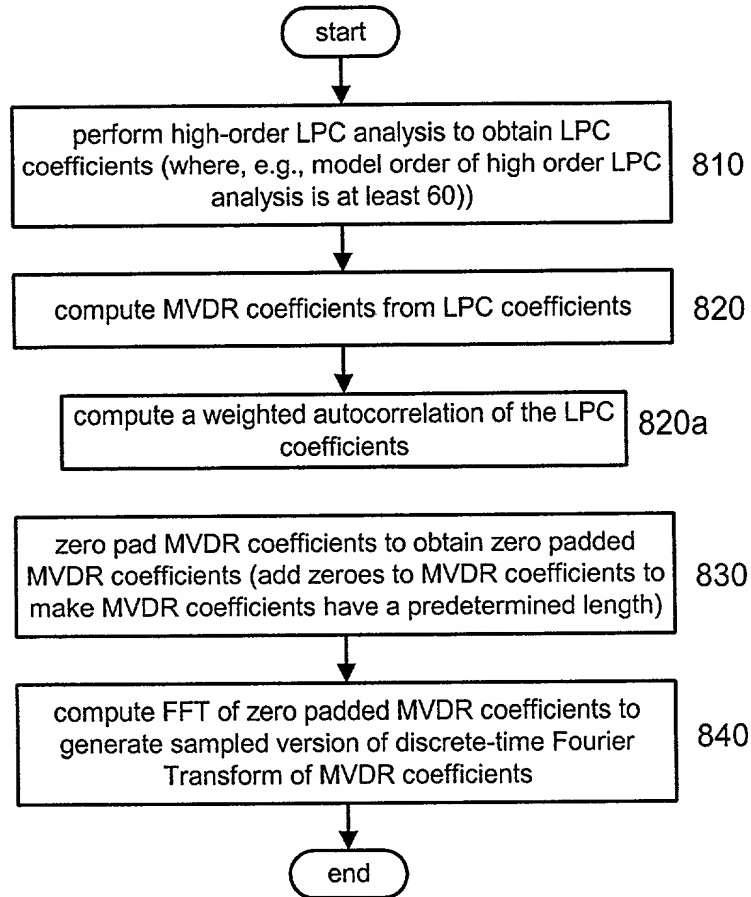 start
perform high-order LPC analysis to obtain LPC
coefficients (where, e.g., model order of high order LPC
analysis is at least 60))
810
compute MVDR coefficients from LPC coefficients
820
compute a weighted autocorrelation of the LPC
coefficients
820a
zero pad MVDR coefficients to obtain zero padded
MVDR coefficients (add zeroes to MVDR coefficients to
make MVDR coefficients have a predetermined length)
830
compute FFT of zero padded MVDR coefficients to
generate sampled version of discrete-time Fourier
Transform of MVDR coefficients
840
end